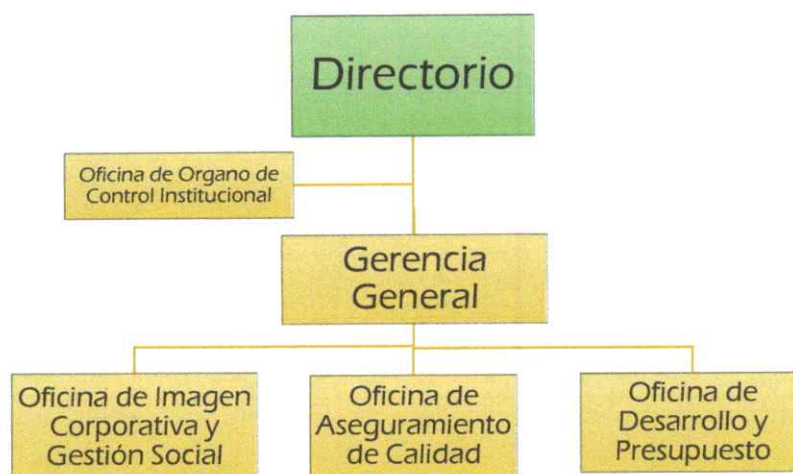 Directorio
Oficina de Organo de
Control Institucional
Gerencia
General
Oficina de Imagen
Corporativa y
Gestión Social
Oficina de
Aseguramiento
de Calidad
Oficina de
Desarrollo y
Presupuesto